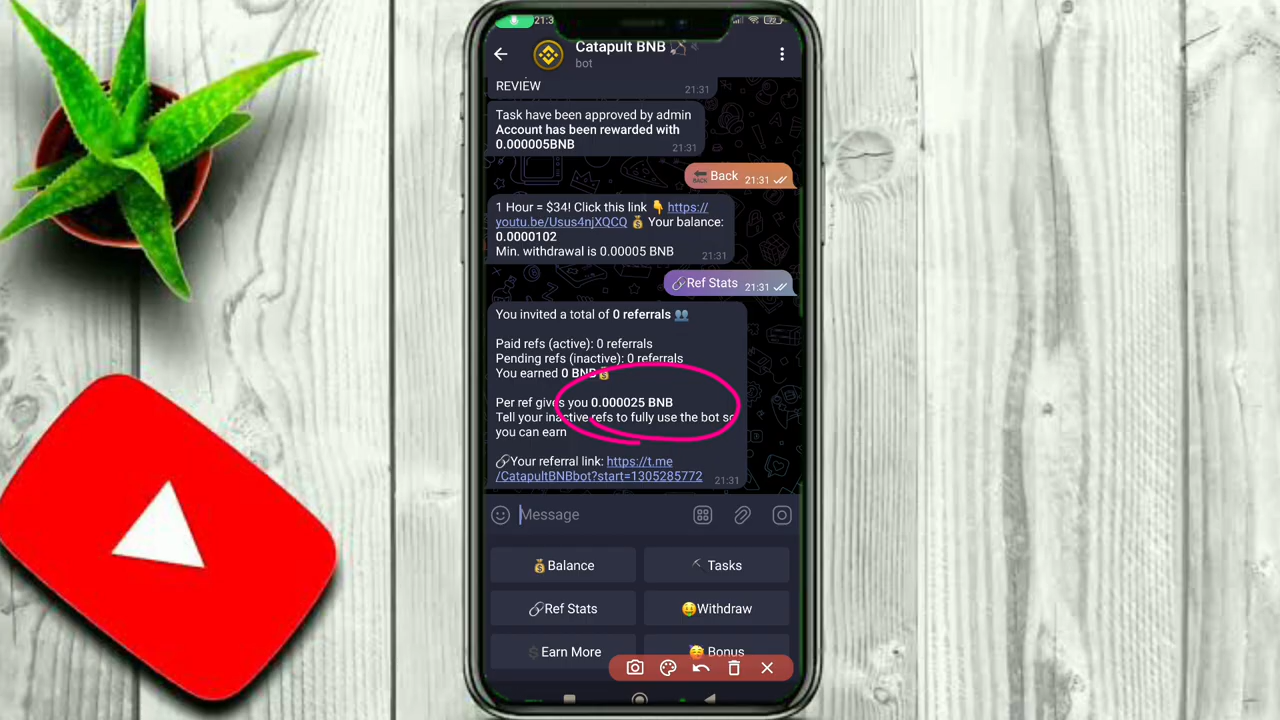 21:3
Catapult BNB
bot
REVIEW
21:31
Task have been approved by admin
Account has been rewarded with
0.000005BNB
21:31
BACK Back 21:31
1 Hour = $34! Click this link 👇 https://
youtu.be/Usus4njXQCQ 💰 Your balance:
0.0000102
Min. withdrawal is 0.00005 BNB
21:31
🔗Ref Stats 21:31
You invited a total of 0 referrals 👥
Paid refs (active): 0 referrals
Pending refs (inactive): 0 referrals
You earned 0 BNB💰
Per ref gives you 0.000025 BNB
Tell your inactive refs to fully use the bot so
you can earn
🔗Your referral link: https://t.me
/CatapultBNBbot?start=1305285772
21:31
Message
💰Balance
⛏Tasks
🔗Ref Stats
🤑Withdraw
💲Earn More
🥳Bonus